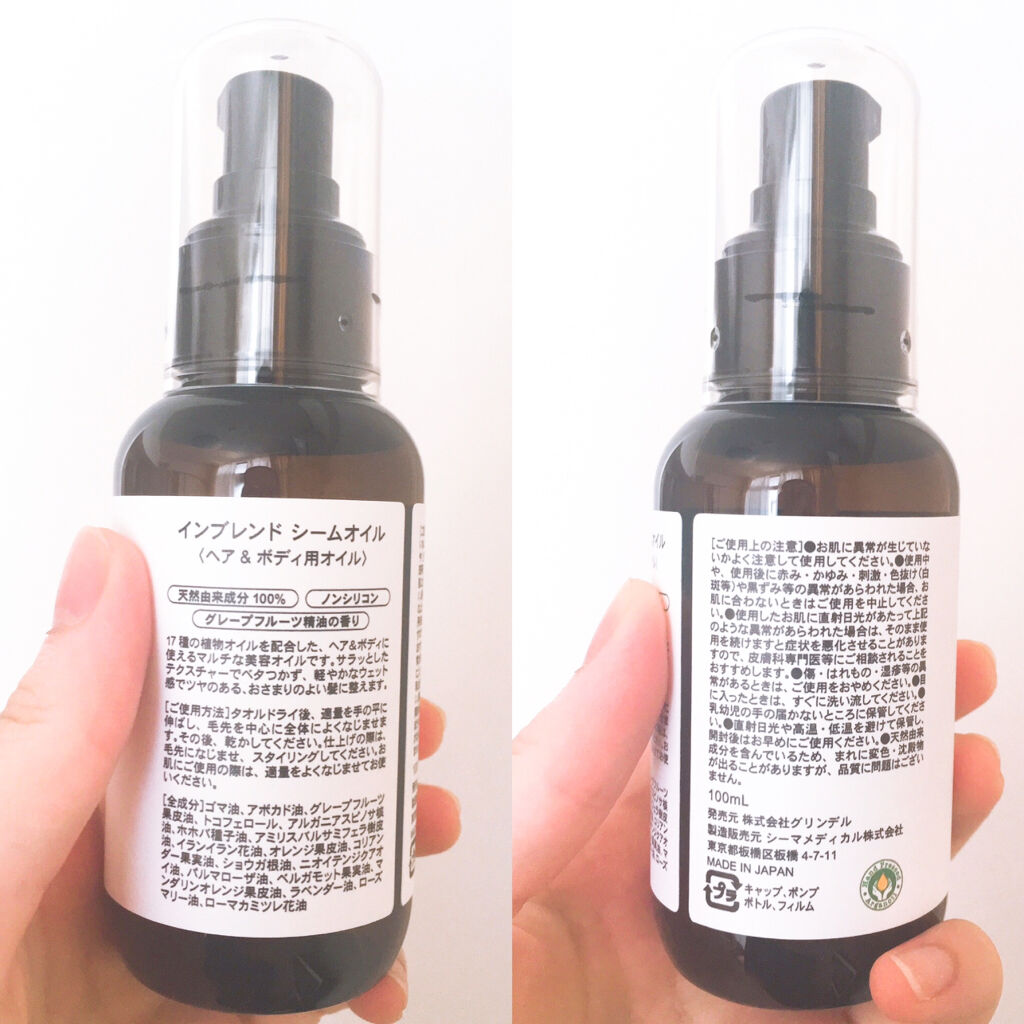 インブレンド シームオイル
〈ヘア & ボディ用オイル〉
天然由来成分 100% ノンシリコン
グレープフルーツ精油の香り
17種の植物オイルを配合した、ヘア&ボディに
使えるマルチな美容オイルです。サラッとした
テクスチャーでベタつかず、軽やかなウェット
感でツヤのある、おさまりのよい髪に整えます。
[ご使用方法]タオルドライ後、適量を手の平に
伸ばし、毛先を中心に全体によくなじませま
す。その後、乾かしてください。仕上げの際は、
毛先になじませ、スタイリングしてください。お
肌にご使用の際は、適量をよくなじませてお使
いください。
[全成分]ゴマ油、アボカド油、グレープフルーツ
果皮油、トコフェロール、アルガニアスピノサ核
油、ホホバ種子油、アミリスバルサミフェラ樹皮
油、イランイラン花油、オレンジ果皮油、コリアン
ダー果実油、ショウガ根油、ニオイテンジクアオ
イ油、パルマローザ油、ベルガモット果実油、マ
ンダリンオレンジ果皮油、ラベンダー油、ローズ
マリー油、ローマカミツレ花油
[ご使用上の注意]●お肌に異常が生じていな
いかよく注意して使用してください。●使用中
や、使用後に赤み・かゆみ・刺激・色抜け(白
斑等)や黒ずみ等の異常があらわれた場合、お
肌に合わないときはご使用を中止してくださ
い。●使用したお肌に直射日光があたって上記
のような異常があらわれた場合は、そのまま使
用を続けますと症状を悪化させることがありま
すので、皮膚科専門医等にご相談されることを
おすすめします。●傷・はれもの・湿疹等の異
常があるときは、ご使用をおやめください。●目
に入ったときは、すぐに洗い流してください。●
乳幼児の手の届かないところに保管してくださ
い。●直射日光や高温・低温を避けて保管し、
開封後はお早めにご使用ください。●天然由来
成分を含んでいるため、まれに変色・沈殿物
が出ることがありますが、品質に問題はござい
ません。
100mL
発売元 株式会社グリンデル
製造販売元 シーマメディカル株式会社
東京都板橋区板橋 4-7-11
MADE IN JAPAN
プラ
キャップ、ポンプ
ボトル、フィルム